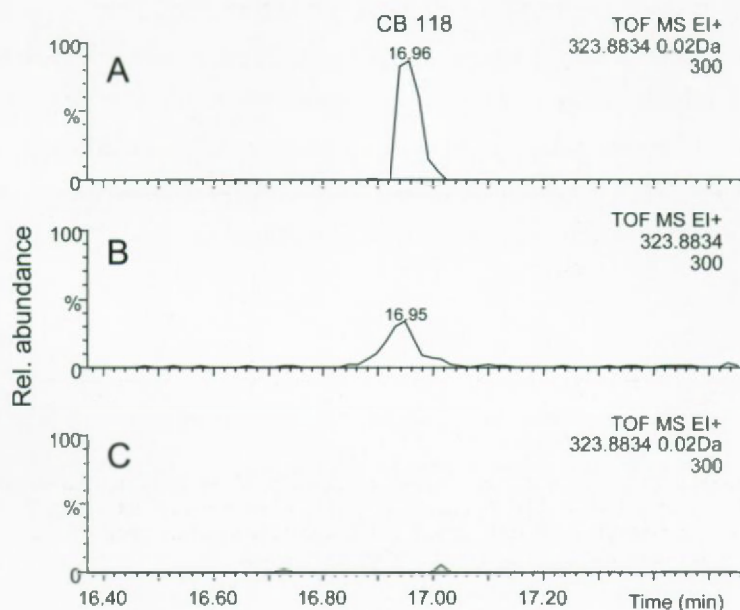 CB 118
TOF MS EI+
323.8834 0.02Da
300
100
A
16.96
%
0
TOF MS EI+
323.8834
300
100
B
16.95
%
0
Rel. abundance
TOF MS EI+
323.8834 0.02Da
300
100
C
%
0
16.40 16.60 16.80 17.00 17.20 Time (min)